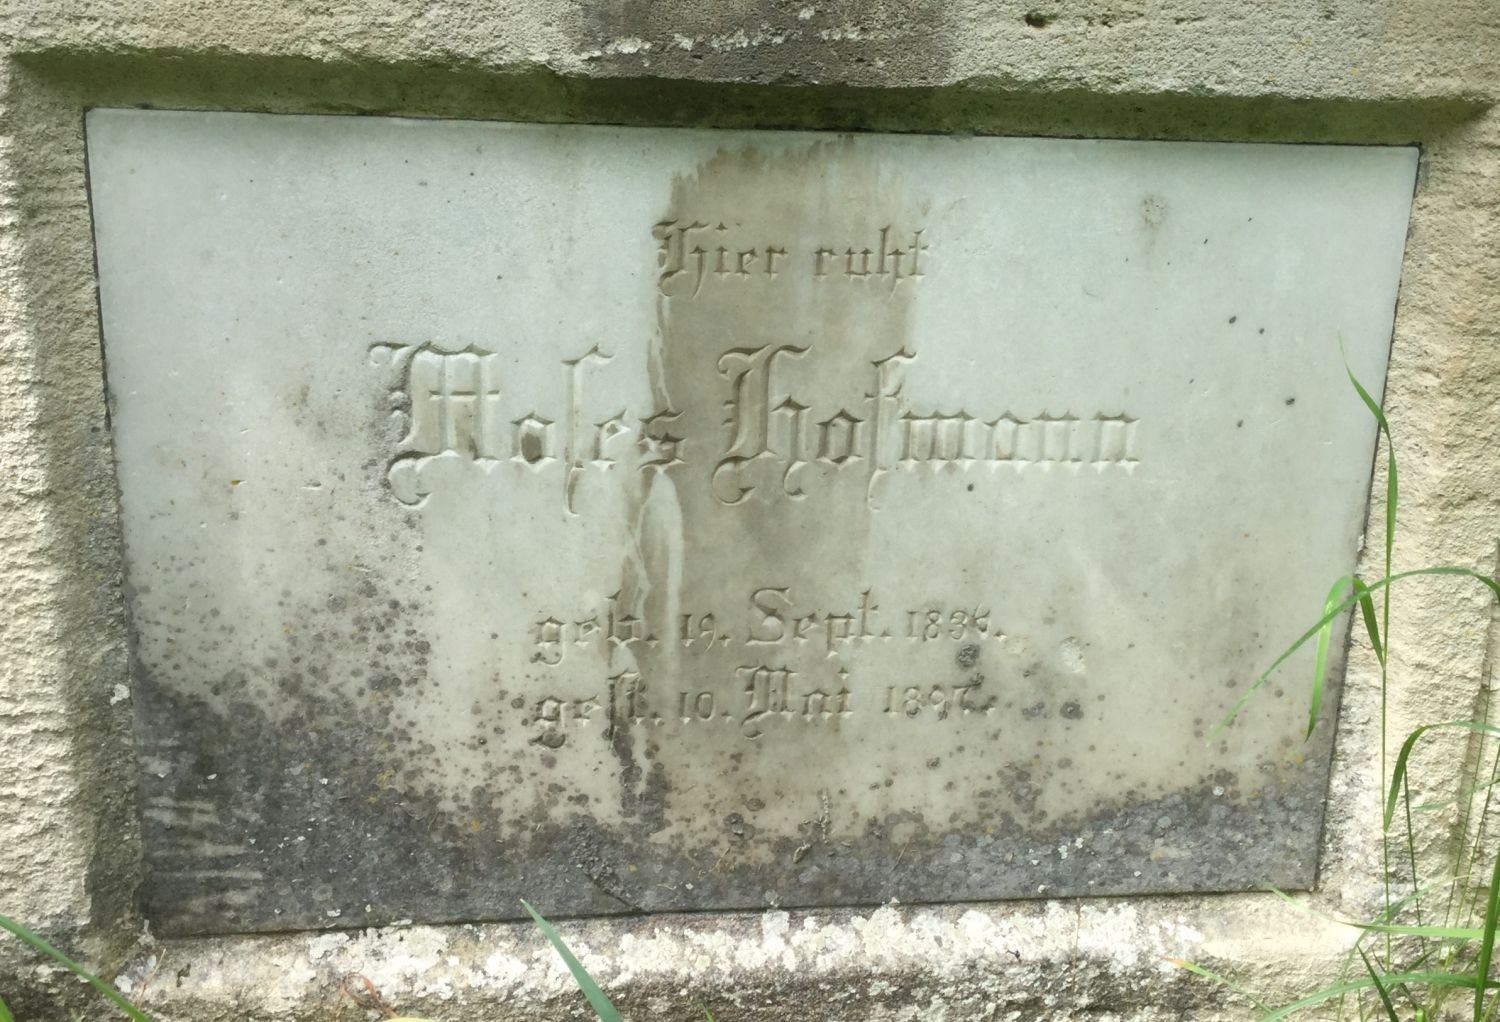 Hier ruht
Moses Hofmann
geb. 19. Sept. 1836.
gest. 10. Mai 1897.